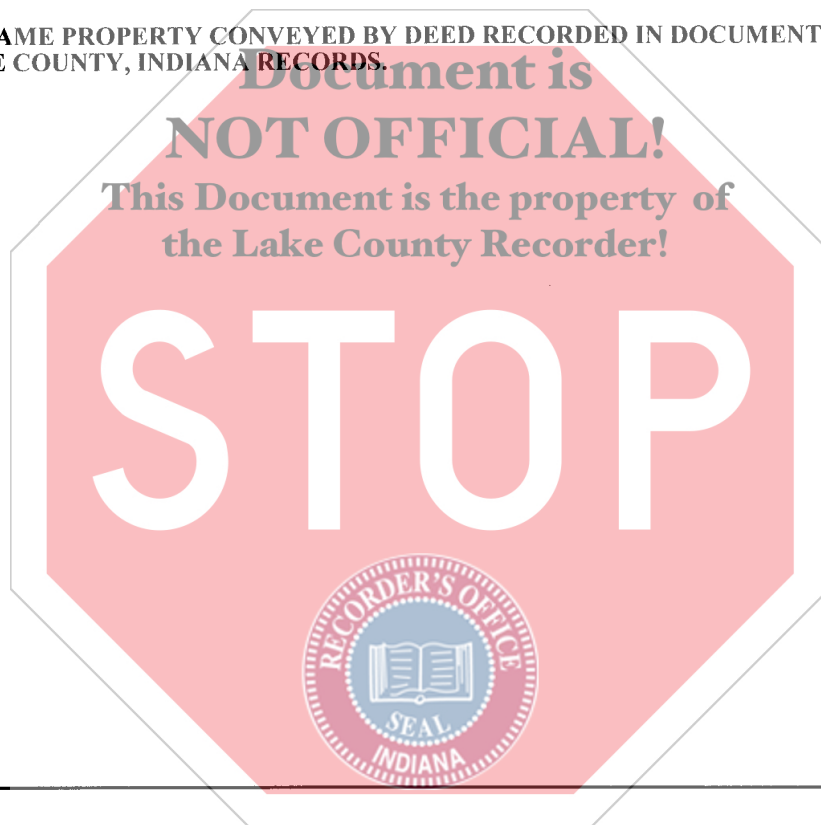 AME PROPERTY CONVEYED BY DEED RECORDED IN DOCUMENT
E COUNTY, INDIANA RECORDS.
Document is
NOT OFFICIAL!
This Document is the property of
the Lake County Recorder!
STOP
RECORDER'S OFFICE
SEAL
INDIANA